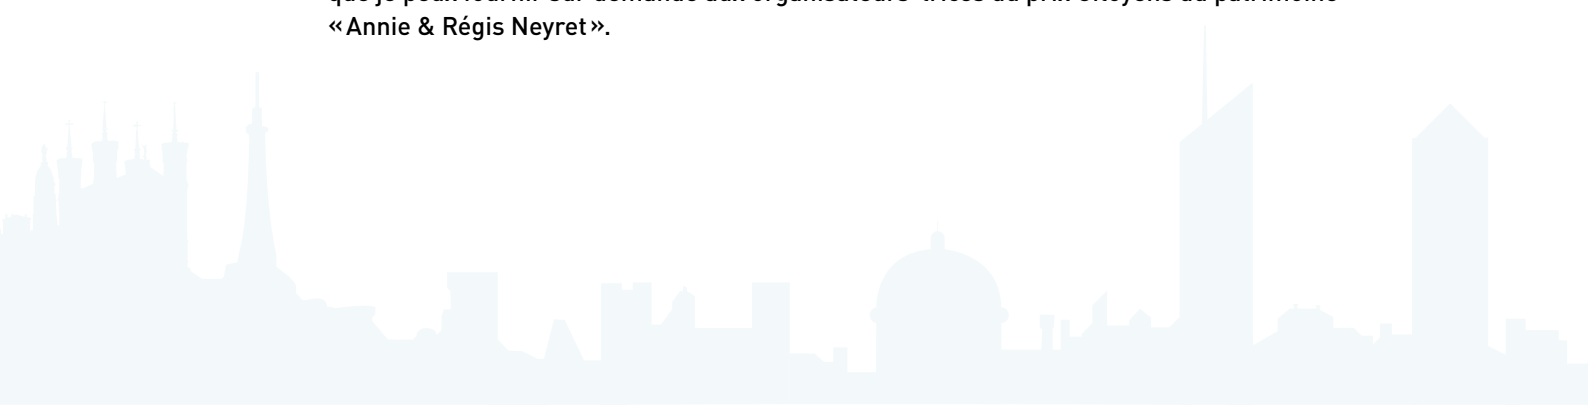 que je peux fournir sur demande aux organisateurs·trices du prix citoyens du patrimoine
«Annie & Régis Neyret».